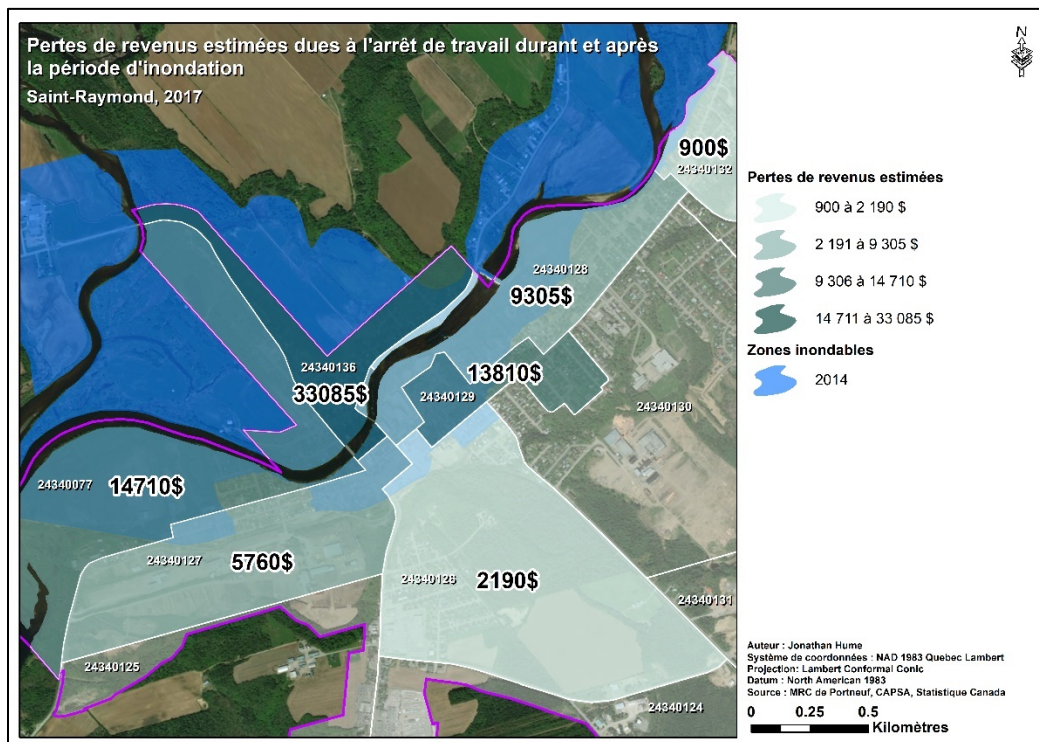 Pertes de revenus estimées dues à l'arrêt de travail durant et après
la période d'inondation
Saint-Raymond, 2017
N
900$
24340132
24340128
9305$
24340136
33085$
13810$
24340129
24340130
24340077
14710$
24340127
5760$
24340126
2190$
24340131
24340125
24340124
Pertes de revenus estimées
900 à 2 190 $
2 191 à 9 305 $
9 306 à 14 710 $
14 711 à 33 085 $
Zones inondables
2014
Auteur : Jonathan Hume
Système de coordonnées : NAD 1983 Quebec Lambert
Projection: Lambert Conformal Conic
Datum : North American 1983
Source : MRC de Portneuf, CAPSA, Statistique Canada
0 0.25 0.5
Kilomètres